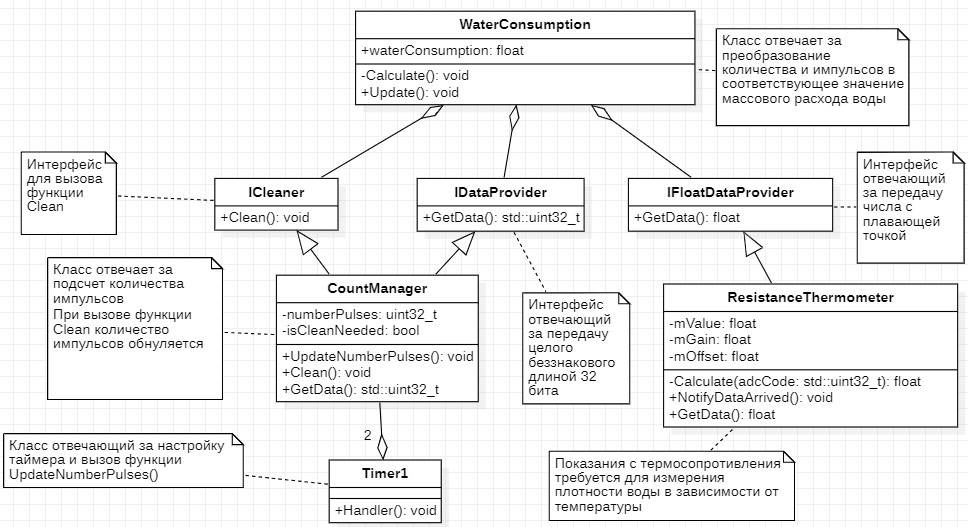 WaterConsumption
+waterConsumption: float
-Calculate(): void
+Update(): void
Класс отвечает за
преобразование
количества и импульсов в
соответствующее значение
массового расхода воды
Интерфейс
для вызова
функции
Clean
ICleaner
+Clean(): void
IDataProvider
+GetData(): std::uint32_t
IFloatDataProvider
+GetData(): float
Интерфейс
отвечающий
за передачу
числа с
плавающей
точкой
Класс отвечает за
подсчет количества
импульсов
При вызове функции
Clean количество
импульсов обнуляется
CountManager
-numberPulses: uint32_t
-isCleanNeeded: bool
+UpdateNumberPulses(): void
+Clean(): void
+GetData(): std::uint32_t
Интерфейс
отвечающий
за передачу
целого
беззнакового
длиной 32
бита
ResistanceThermometer
-mValue: float
-mGain: float
-mOffset: float
-Calculate(adcCode: std::uint32_t): float
+NotifyDataArrived(): void
+GetData(): float
2
Класс отвечающий за настройку
таймера и вызов функции
UpdateNumberPulses()
Timer1
+Handler(): void
Показания с термосопротивления
требуется для измерения
плотности воды в зависимости от
температуры